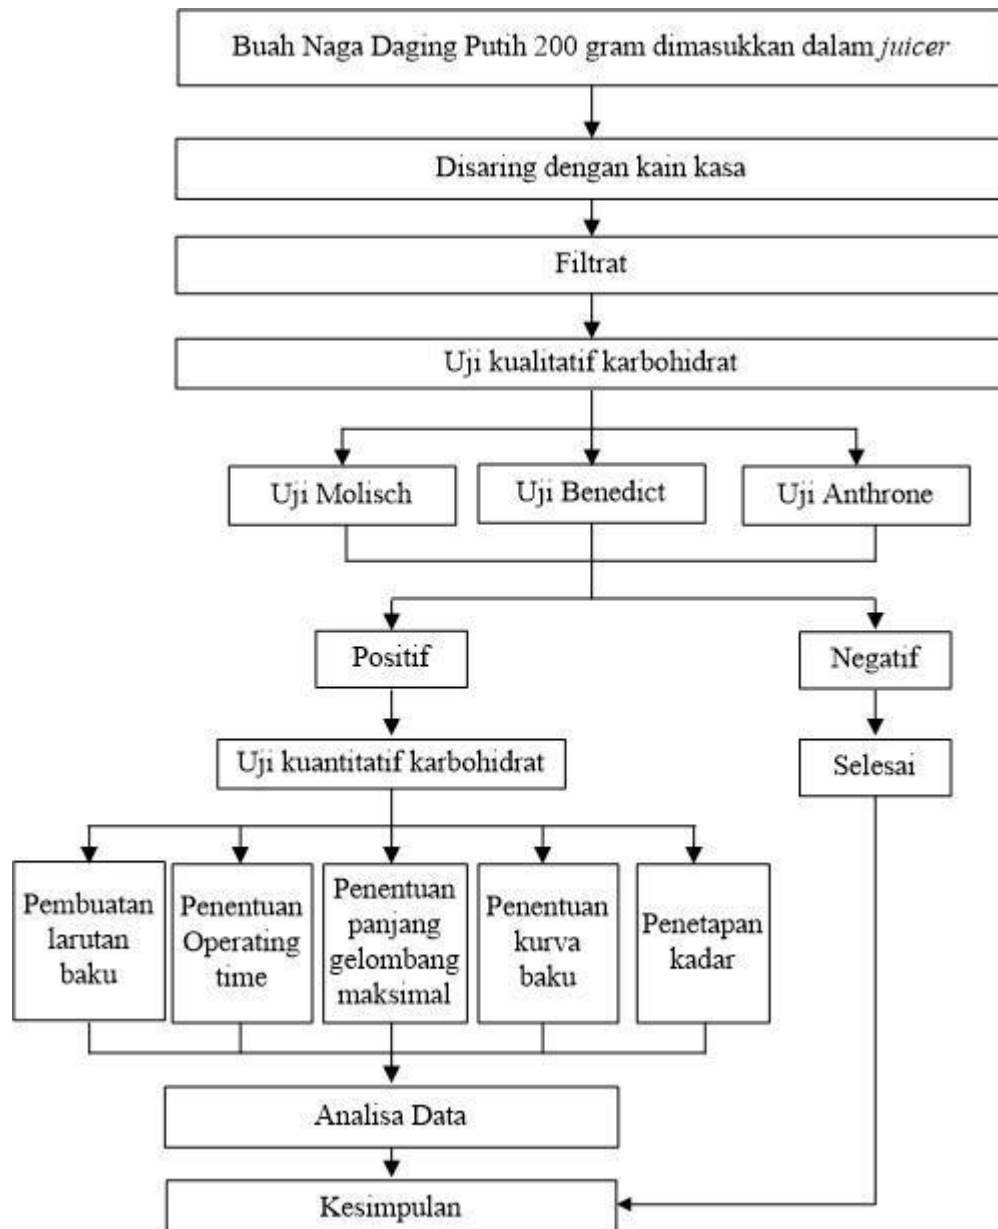 Buah Naga Daging Putih 200 gram dimasukkan dalam juicer
Disaring dengan kain kasa
Filtrat
Uji kualitatif karbohidrat
Uji Molisch
Uji Benedict
Uji Anthrone
Positif
Negatif
Uji kuantitatif karbohidrat
Selesai
Pembuatan
larutan
baku
Penentuan
Operating
time
Penentuan
panjang
gelombang
maksimal
Penentuan
kurva
baku
Penetapan
kadar
Analisa Data
Kesimpulan